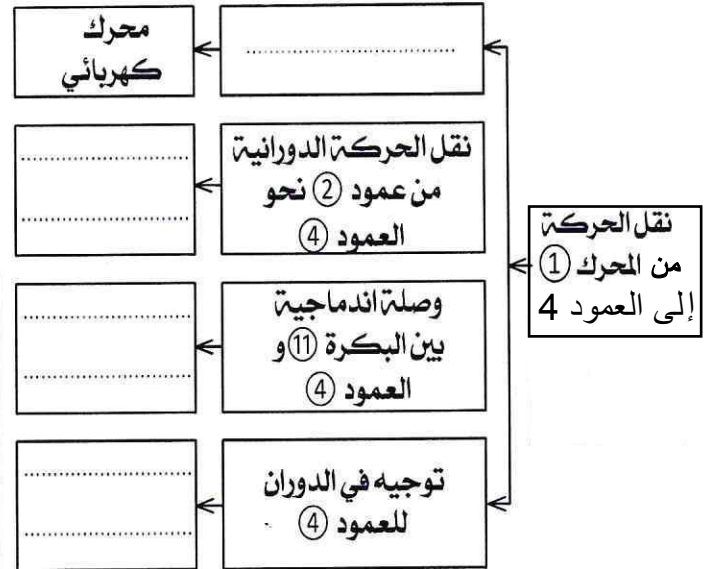 نقل الحركة
من المحرك ①
إلى العمود 4
........................................
محرك
كهربائي
نقل الحركة الدورانية
من عمود ② نحو
العمود ④
................................
................................
وصلة اندماجية
بين البكرة ⑪ و
العمود ④
................................
................................
توجيه في الدوران
للعمود ④
................................
................................